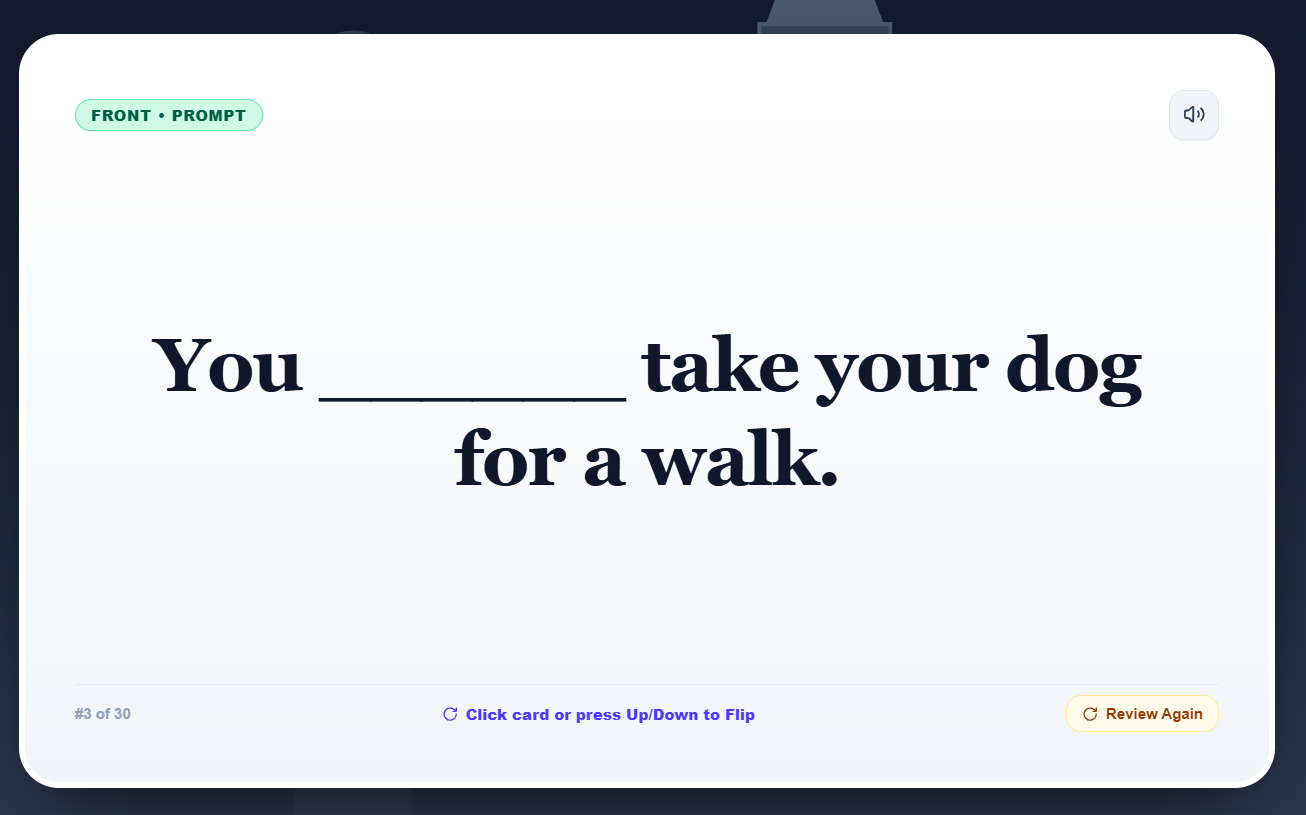 FRONT • PROMPT
You ______ take your dog
for a walk.
#3 of 30
Click card or press Up/Down to Flip
Review Again